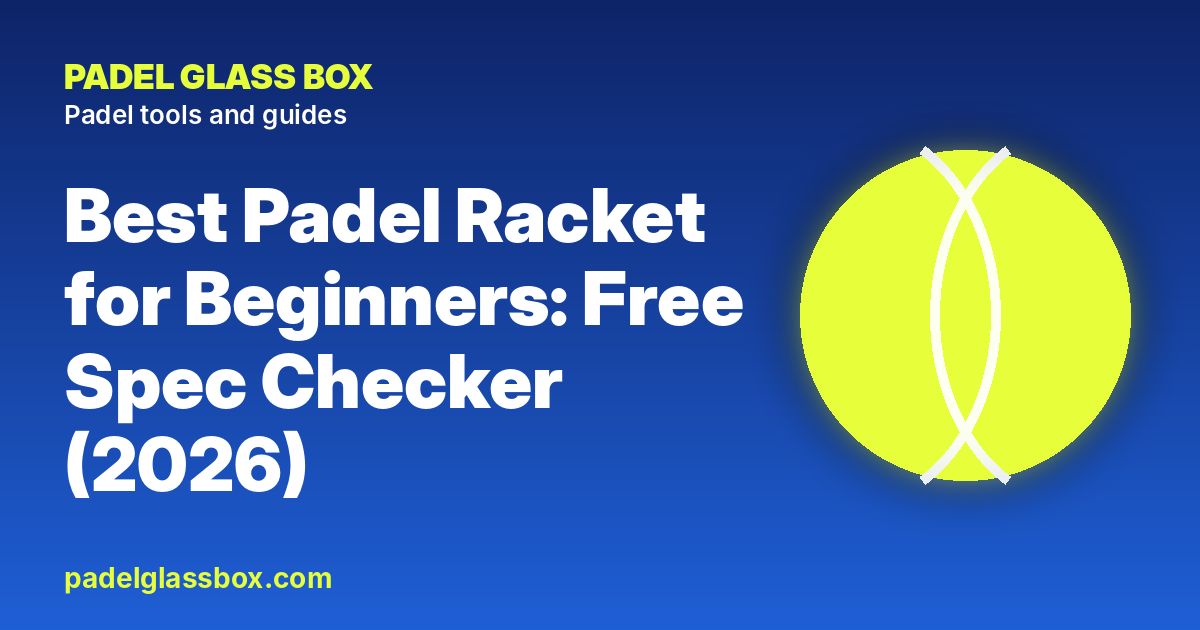 PADEL GLASS BOX
Padel tools and guides
Best Padel Racket
for Beginners: Free
Spec Checker
(2026)
padelglassbox.com